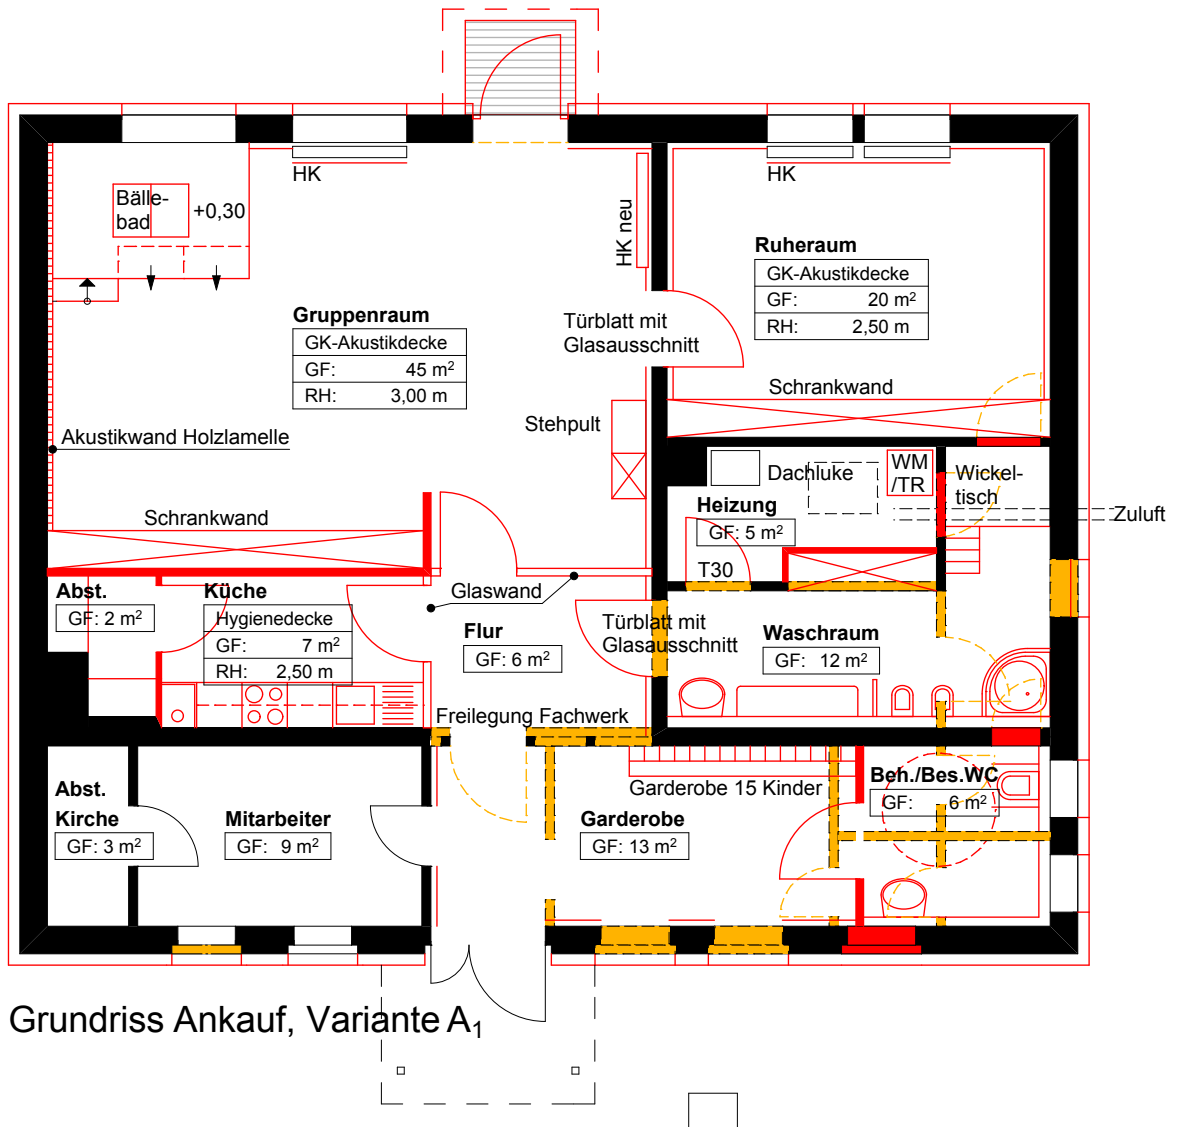 HK
HK
Bälle-
bad
+0,30
HK neu
Ruheraum
GK-Akustikdecke
GF: 20 m²
RH: 2,50 m
Gruppenraum
GK-Akustikdecke
GF: 45 m²
RH: 3,00 m
Türblatt mit
Glasausschnitt
Schrankwand
Stehpult
Akustikwand Holzlamelle
Dachluke
WM
/TR
Wickel-
tisch
Heizung
GF: 5 m²
Zuluft
Schrankwand
T30
Abst.
GF: 2 m²
Küche
Hygienedecke
GF: 7 m²
RH: 2,50 m
Glaswand
Flur
GF: 6 m²
Türblatt mit
Glasausschnitt
Waschraum
GF: 12 m²
Freilegung Fachwerk
Abst.
Kirche
GF: 3 m²
Mitarbeiter
GF: 9 m²
Garderobe 15 Kinder
Garderobe
GF: 13 m²
Beh./Bes.WC
GF: 6 m²
Grundriss Ankauf, Variante A₁